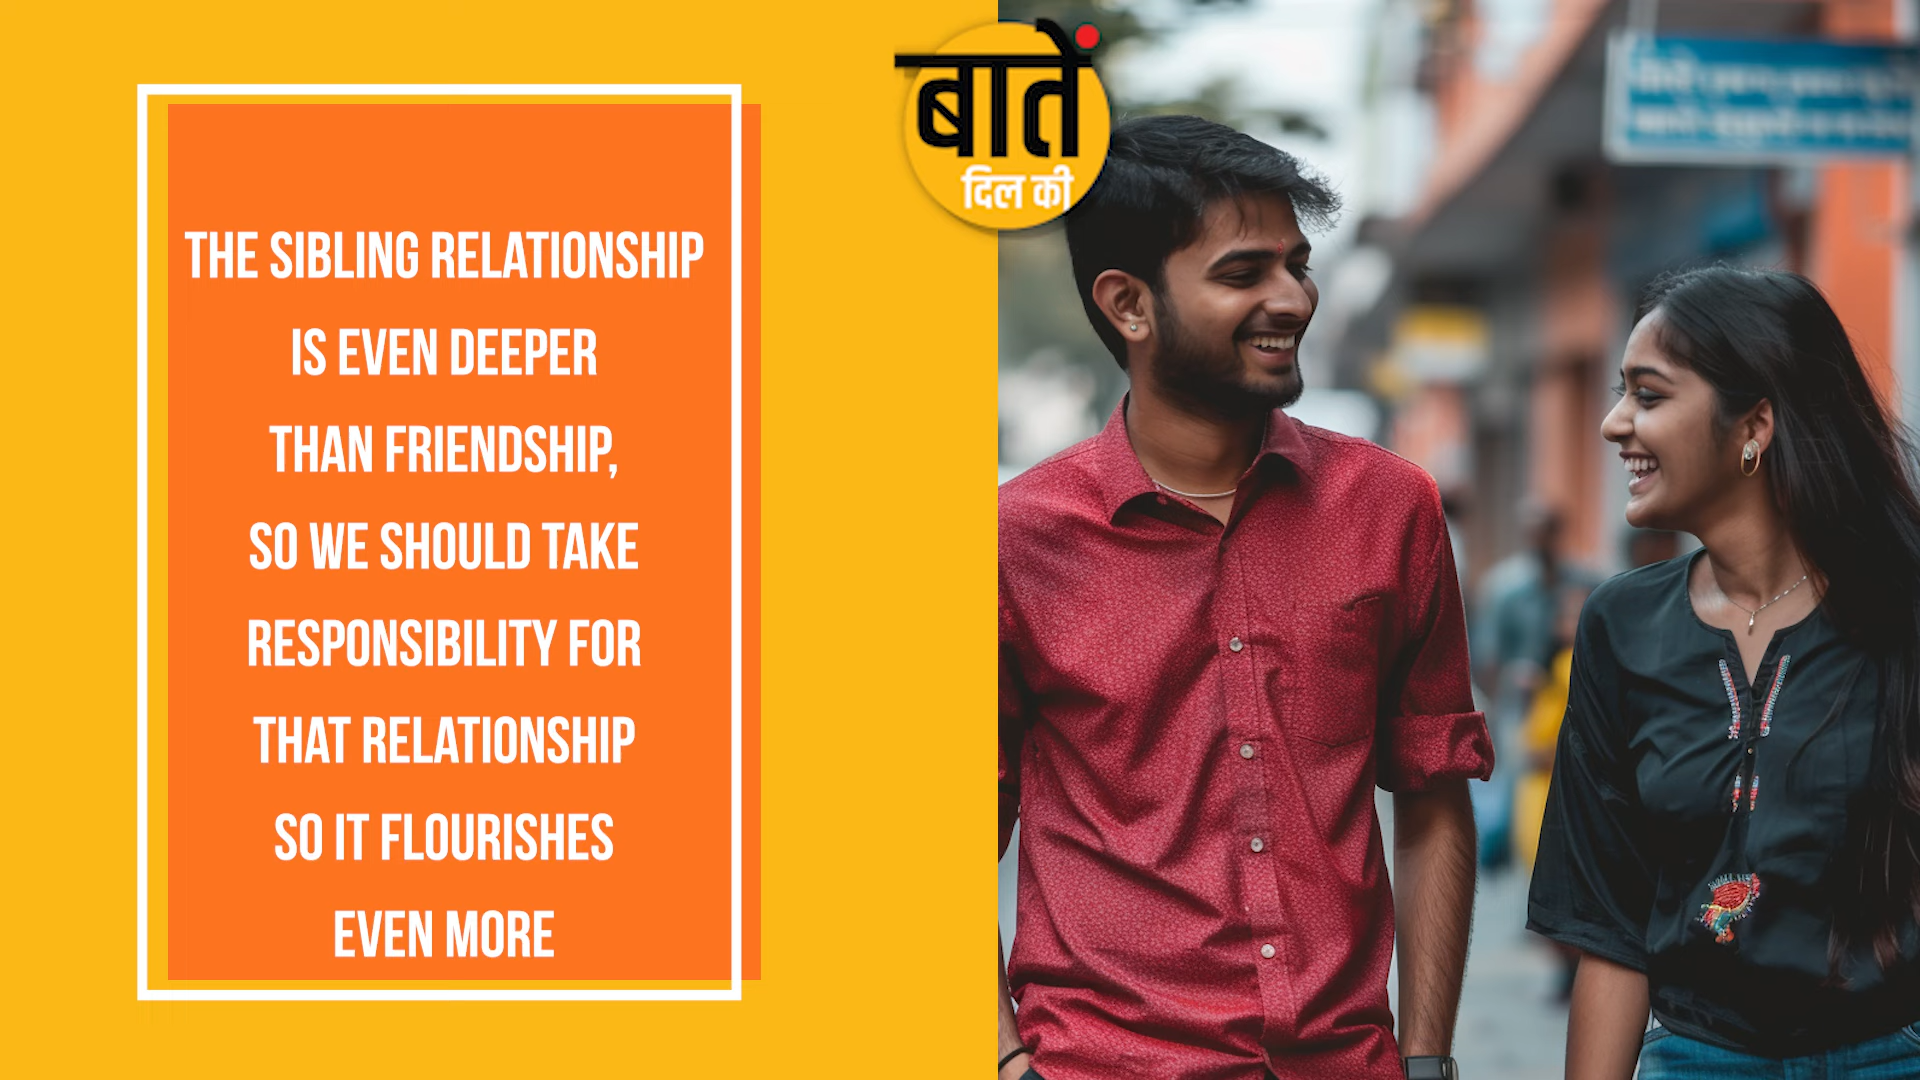 बातें
दिल की
THE SIBLING RELATIONSHIP
IS EVEN DEEPER
THAN FRIENDSHIP,
SO WE SHOULD TAKE
RESPONSIBILITY FOR
THAT RELATIONSHIP
SO IT FLOURISHES
EVEN MORE